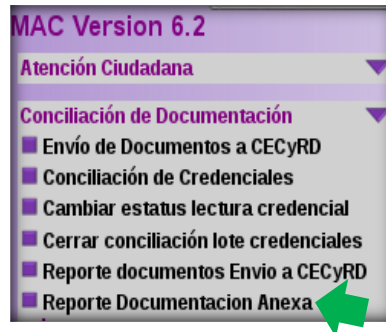 MAC Version 6.2
Atención Ciudadana
Conciliación de Documentación
Envío de Documentos a CECyRD
Conciliación de Credenciales
Cambiar estatus lectura credencial
Cerrar conciliación lote credenciales
Reporte documentos Envio a CECyRD
Reporte Documentacion Anexa